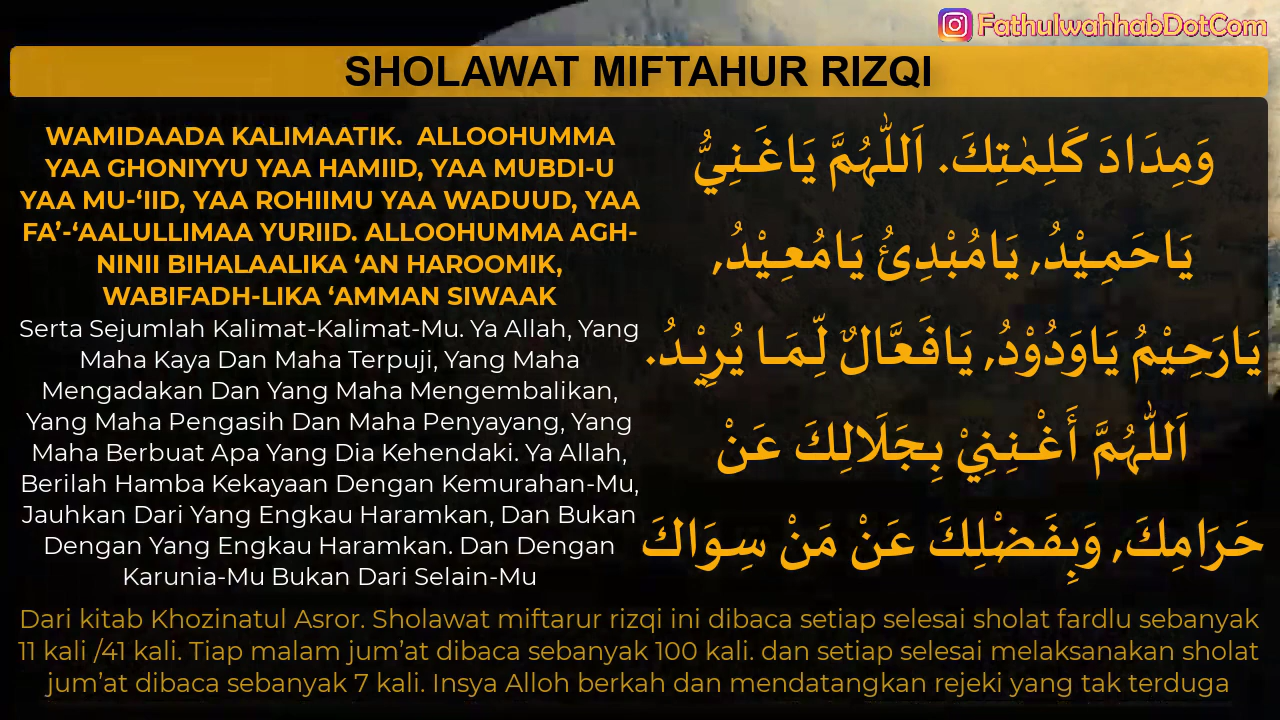 FathulwahhabDotCom
SHOLAWAT MIFTAHUR RIZQI
WAMIDAADA KALIMAATIK. ALLOOHUMMA
YAA GHONIYYU YAA HAMIID, YAA MUBDI-U
YAA MU-‘IID, YAA ROHIIMU YAA WADUUD, YAA
FA’-‘AALULLIMAA YURIID. ALLOOHUMMA AGH-
NINII BIHALAALIKA ‘AN HAROOMIK,
WABIFADH-LIKA ‘AMMAN SIWAAK
Serta Sejumlah Kalimat-Kalimat-Mu. Ya Allah, Yang
Maha Kaya Dan Maha Terpuji, Yang Maha
Mengadakan Dan Yang Maha Mengembalikan,
Yang Maha Pengasih Dan Maha Penyayang, Yang
Maha Berbuat Apa Yang Dia Kehendaki. Ya Allah,
Berilah Hamba Kekayaan Dengan Kemurahan-Mu,
Jauhkan Dari Yang Engkau Haramkan, Dan Bukan
Dengan Yang Engkau Haramkan. Dan Dengan
Karunia-Mu Bukan Dari Selain-Mu
وَمِدَادَ كَلِمٰتِكَ. اَللّٰهُمَّ يَاغَنِيُّ
يَاحَمِيْدُ, يَامُبْدِئُ يَامُعِيْدُ,
يَارَحِيْمُ يَاوَدُوْدُ, يَافَعَّالٌ لِّمَا يُرِيْدُ.
اَللّٰهُمَّ أَغْنِنِيْ بِجَلَالِكَ عَنْ
حَرَامِكَ, وَبِفَضْلِكَ عَنْ مَنْ سِوَاكَ
Dari kitab Khozinatul Asror. Sholawat miftarur rizqi ini dibaca setiap selesai sholat fardlu sebanyak
11 kali /41 kali. Tiap malam jum’at dibaca sebanyak 100 kali. dan setiap selesai melaksanakan sholat
jum’at dibaca sebanyak 7 kali. Insya Alloh berkah dan mendatangkan rejeki yang tak terduga